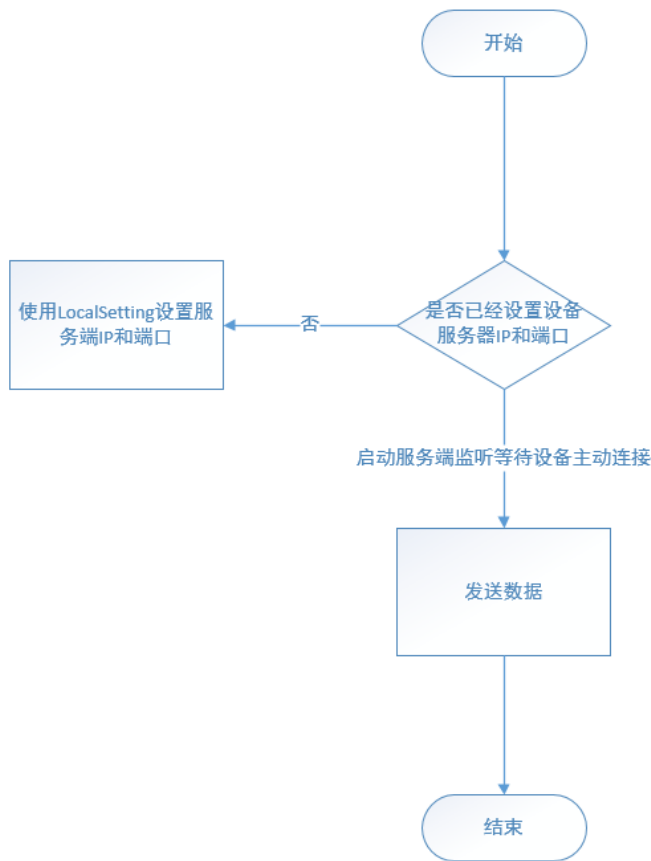 开始
是否已经设置设备
服务器IP和端口
否
使用LocalSetting设置服
务端IP和端口
启动服务端监听等待设备主动连接
发送数据
结束